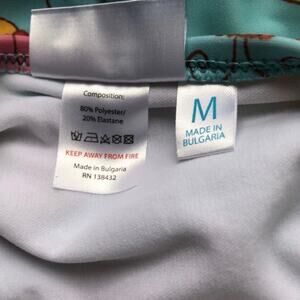 Composition:
80% Polyester/
20% Elastane
KEEP AWAY FROM FIRE
Made in Bulgaria
RN 138432
M
MADE IN
BULGARIA